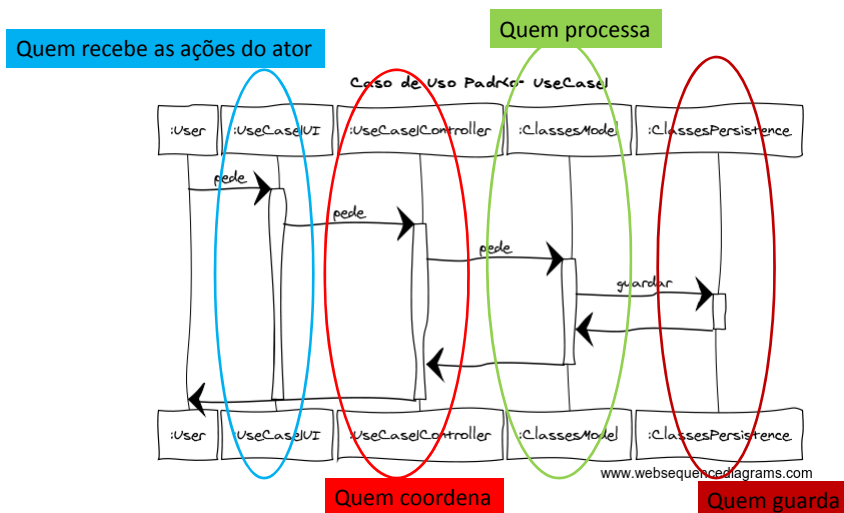 Quem processa
Quem recebe as ações do ator
Caso de Uso Padrão- UseCase1
:User
:UseCase1UI
:UseCase1Controller
:ClassesModel
:ClassesPersistence
pede
pede
pede
guardar
:User
:UseCase1UI
:UseCase1Controller
:ClassesModel
:ClassesPersistence
www.websequencediagrams.com
Quem coordena
Quem guarda